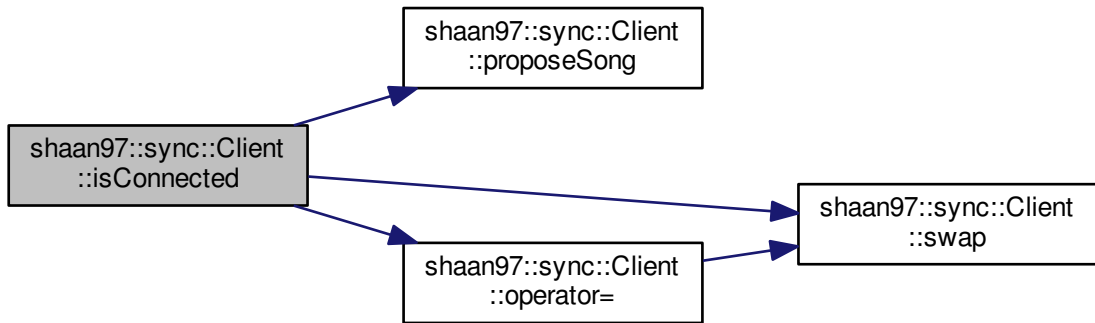 shaan97::sync::Client
::proposeSong
shaan97::sync::Client
::isConnected
shaan97::sync::Client
::swap
shaan97::sync::Client
::operator=